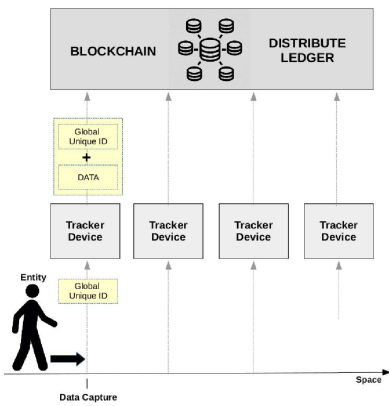 BLOCKCHAIN
DISTRIBUTE
LEDGER
Global
Unique ID
+
DATA
Tracker
Device
Tracker
Device
Tracker
Device
Tracker
Device
Entity
Global
Unique ID
Space
Data Capture